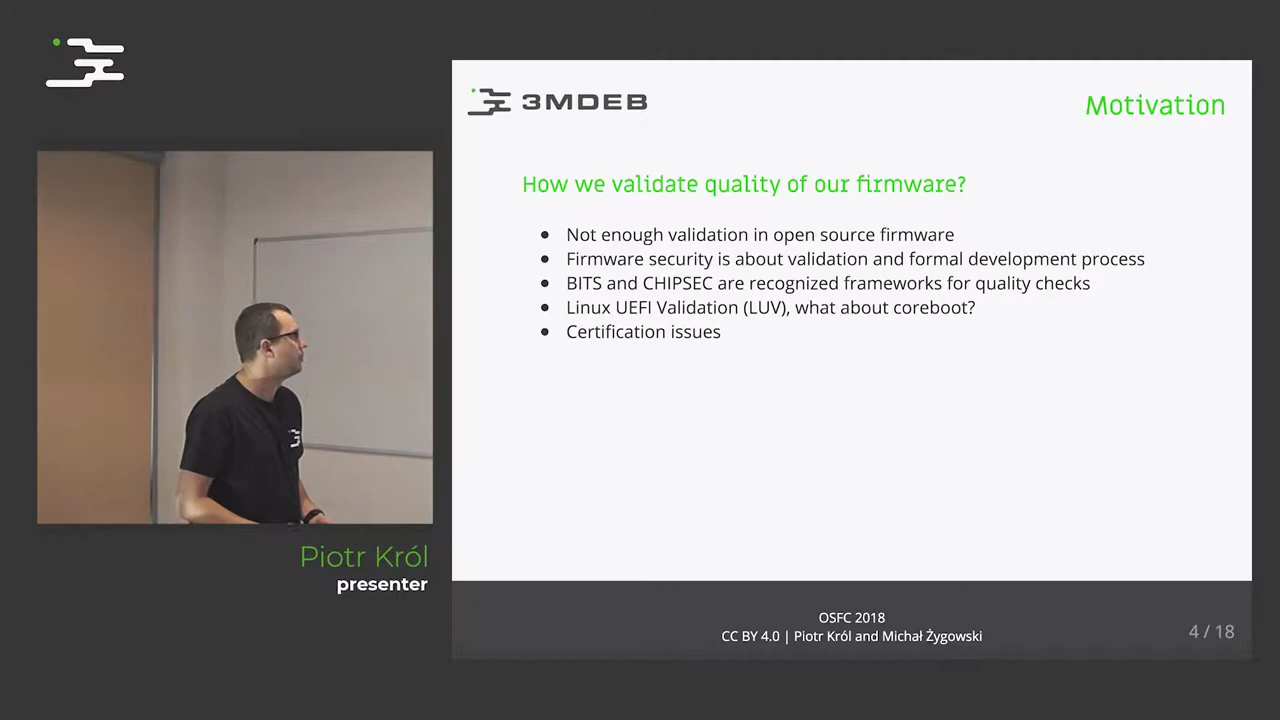 3MDEB
Motivation
How we validate quality of our firmware?
Not enough validation in open source firmware
Firmware security is about validation and formal development process
BITS and CHIPSEC are recognized frameworks for quality checks
Linux UEFI Validation (LUV), what about coreboot?
Certification issues
Piotr Król
presenter
OSFC 2018
CC BY 4.0 | Piotr Król and Michał Żygowski
4 / 18